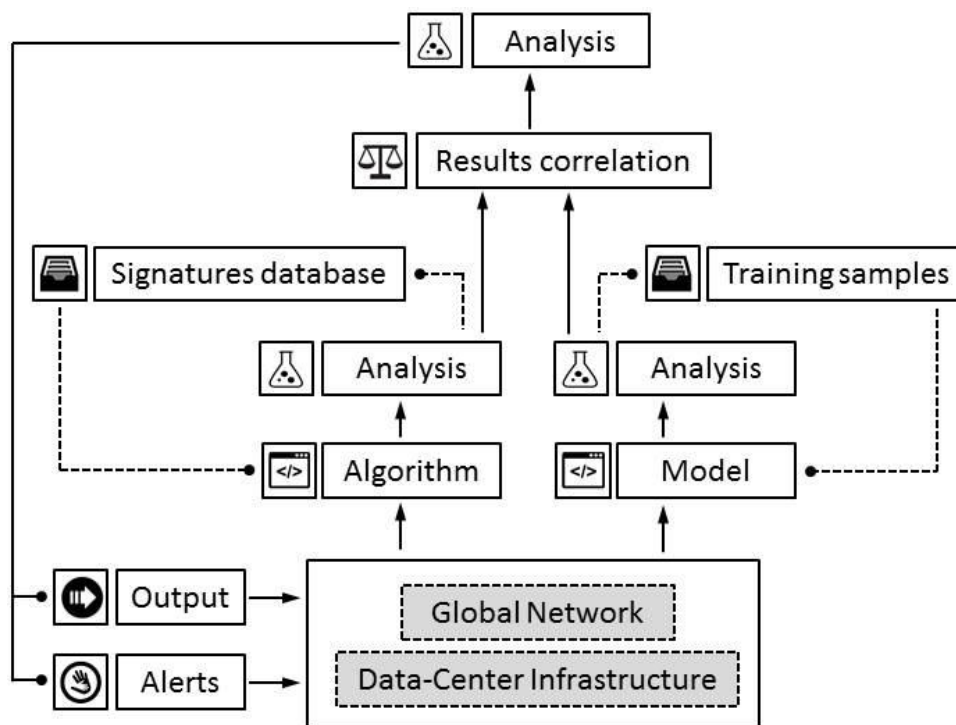 Analysis
Results correlation
Signatures database
Training samples
Analysis
Analysis
</>
Algorithm
</>
Model
Output
Global Network
Alerts
Data-Center Infrastructure